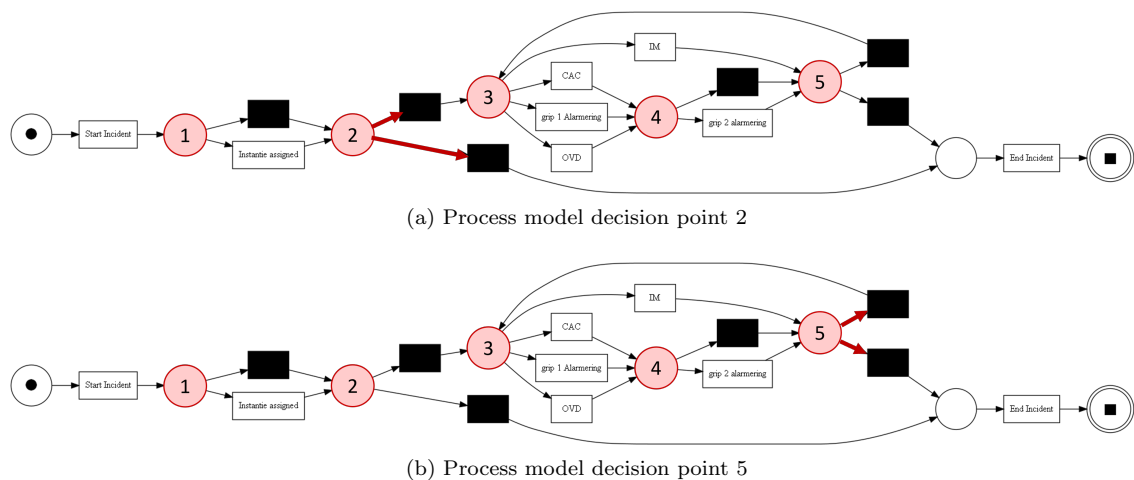 IM
CAC
3
5
Start Incident
1
2
grip 1 Alarmering
4
grip 2 alarmering
Instantie assigned
OVD
End Incident
(a) Process model decision point 2
IM
CAC
3
5
Start Incident
1
2
grip 1 Alarmering
4
grip 2 alarmering
Instantie assigned
OVD
End Incident
(b) Process model decision point 5